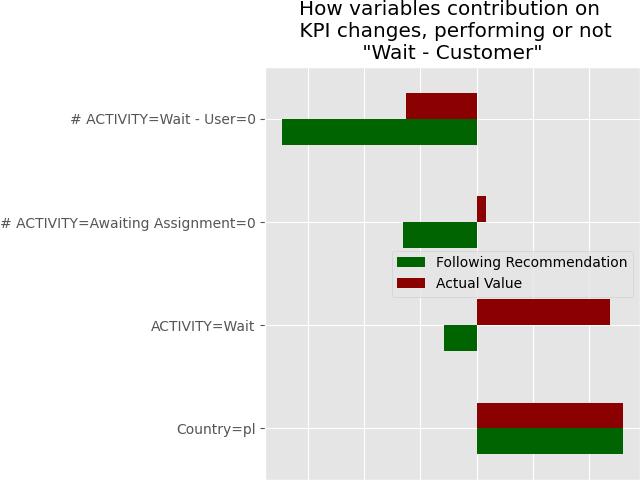 How variables contribution on
KPI changes, performing or not
"Wait - Customer"
# ACTIVITY=Wait - User=0
# ACTIVITY=Awaiting Assignment=0
Following Recommendation
Actual Value
ACTIVITY=Wait
Country=pl